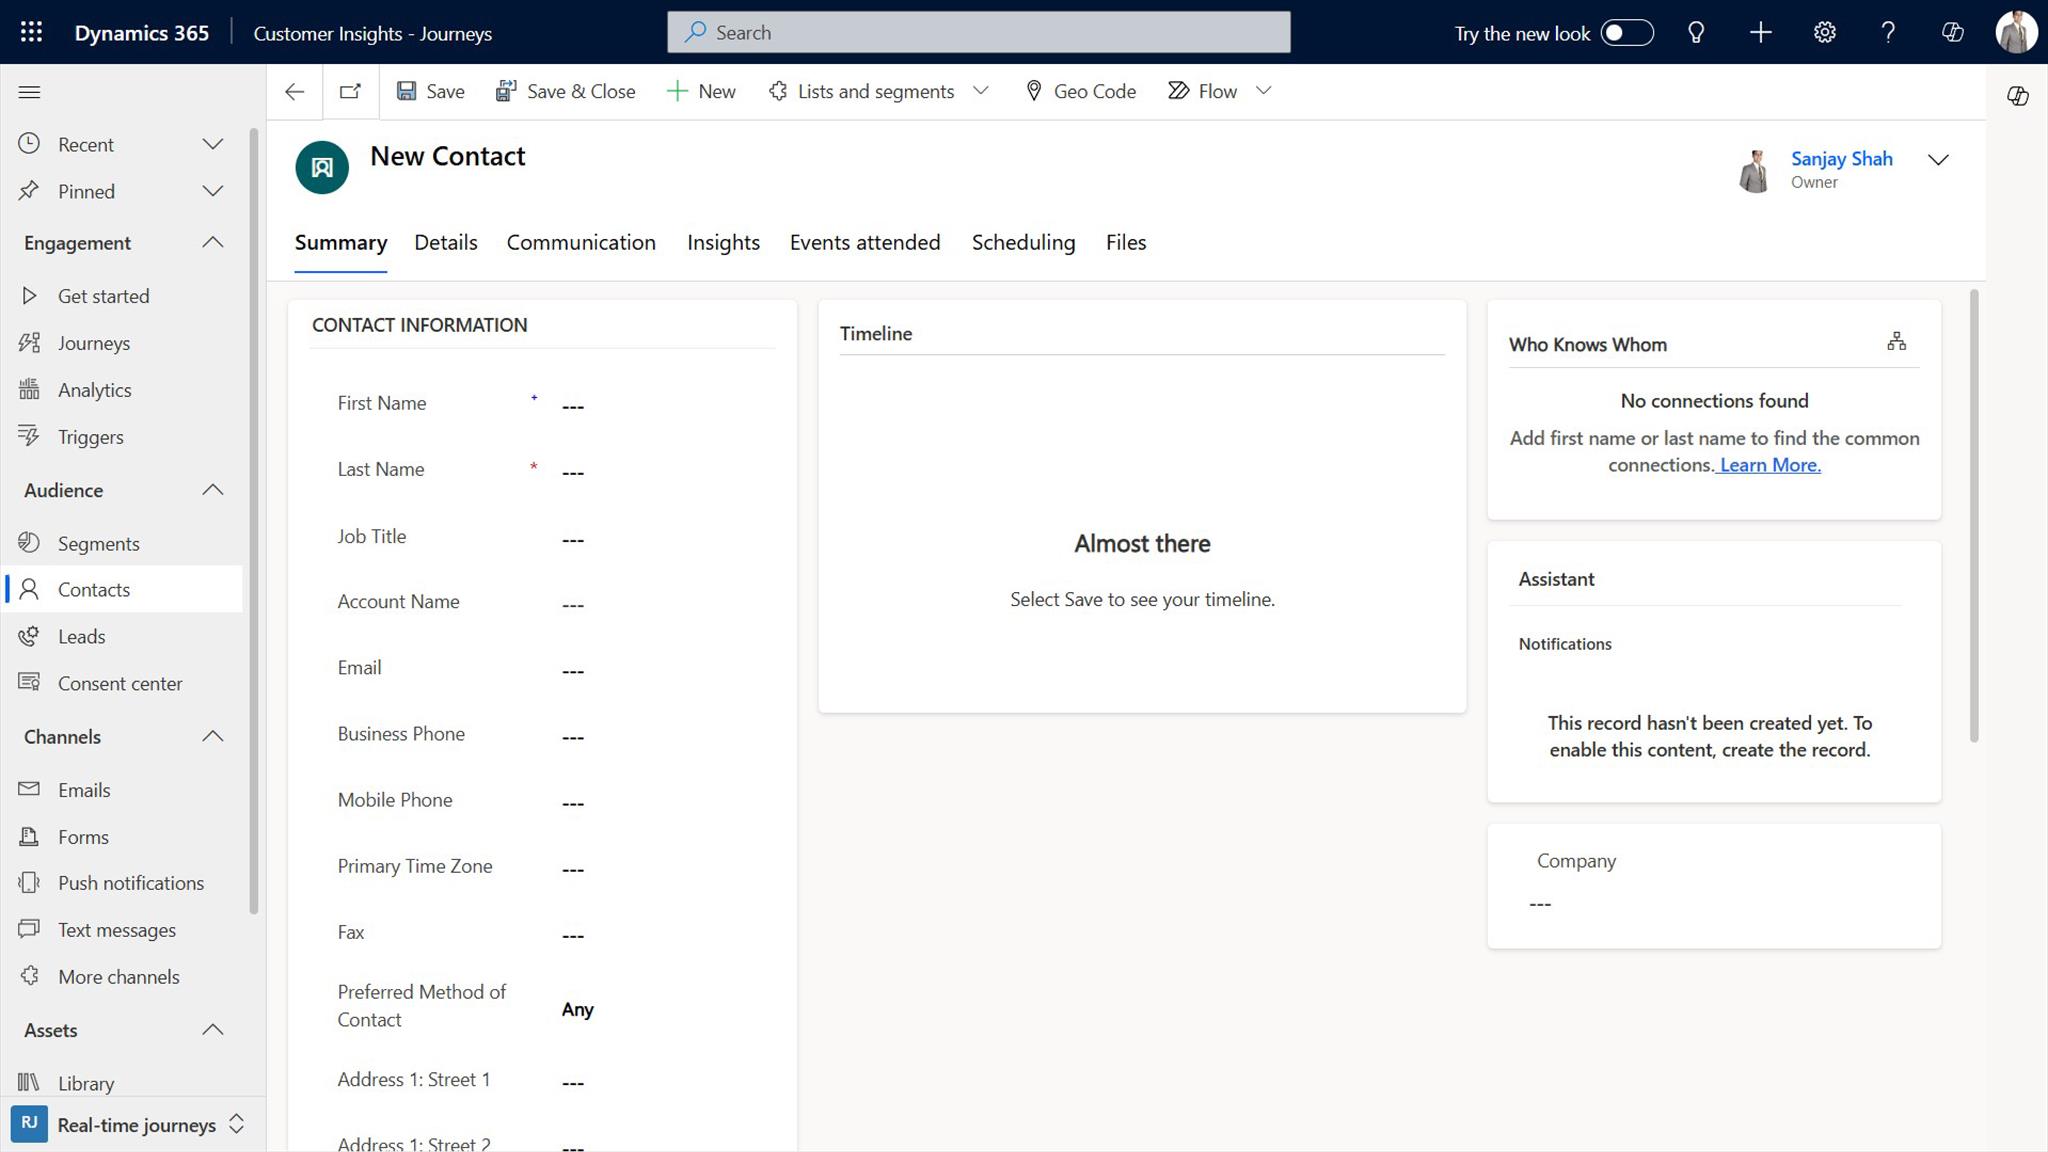 Dynamics 365
Customer Insights - Journeys
Search
Try the new look
Save
Save & Close
New
Lists and segments
Geo Code
Flow
Recent
Pinned
Engagement
Get started
Journeys
Analytics
Triggers
Audience
Segments
Contacts
Leads
Consent center
Channels
Emails
Forms
Push notifications
Text messages
More channels
Assets
Library
RJ
Real-time journeys
New Contact
Sanjay Shah
Owner
Summary
Details
Communication
Insights
Events attended
Scheduling
Files
CONTACT INFORMATION
First Name + ---
Last Name * ---
Job Title ---
Account Name ---
Email ---
Business Phone ---
Mobile Phone ---
Primary Time Zone ---
Fax ---
Preferred Method of
Contact
Any
Address 1: Street 1 ---
Address 1: Street 2 ---
Timeline
Almost there
Select Save to see your timeline.
Who Knows Whom
No connections found
Add first name or last name to find the common
connections. Learn More.
Assistant
Notifications
This record hasn't been created yet. To
enable this content, create the record.
Company
---